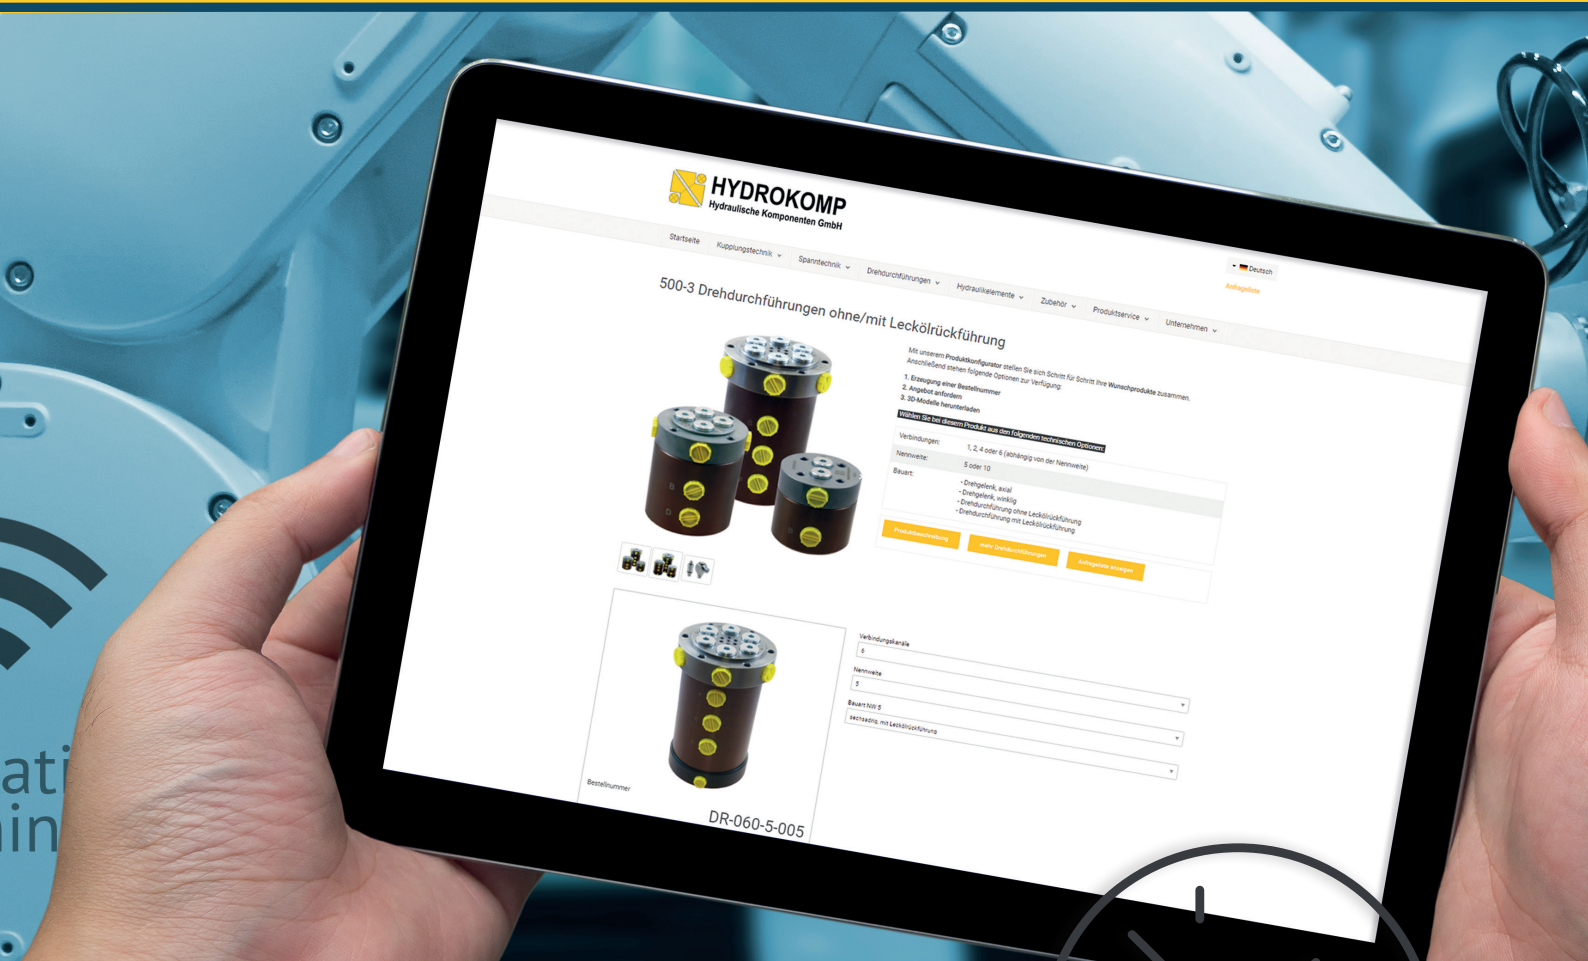 HYDROKOMP
Hydraulische Komponenten GmbH
Deutsch
Anfrageliste
Startseite
Kupplungstechnik
Spanntechnik
Drehdurchführungen
Hydraulikelemente
Zubehör
Produktservice
Unternehmen
500-3 Drehdurchführungen ohne/mit Leckölrückführung
Mit unserem Produktkonfigurator stellen Sie sich Schritt für Schritt Ihre Wunschprodukte zusammen.
Anschließend stehen folgende Optionen zur Verfügung:
1. Erzeugung einer Bestellnummer
2. Angebot anfordern
3. 3D-Modelle herunterladen
Wählen Sie bei diesem Produkt aus den folgenden technischen Optionen:
Verbindungen: 1, 2, 4 oder 6 (abhängig von der Nennweite)
Nennweite: 5 oder 10
Bauart: - Drehgelenk, axial
- Drehgelenk, winklig
- Drehdurchführung ohne Leckölrückführung
- Drehdurchführung mit Leckölrückführung
Produktbeschreibung
mehr Drehdurchführungen
Anfrageliste anzeigen
B
D
B
Verbindungskanäle
6
Nennweite
5
Bauart NW 5
sechsadrig, mit Leckölrückführung
Bestellnummer
DR-060-5-005
ati
in